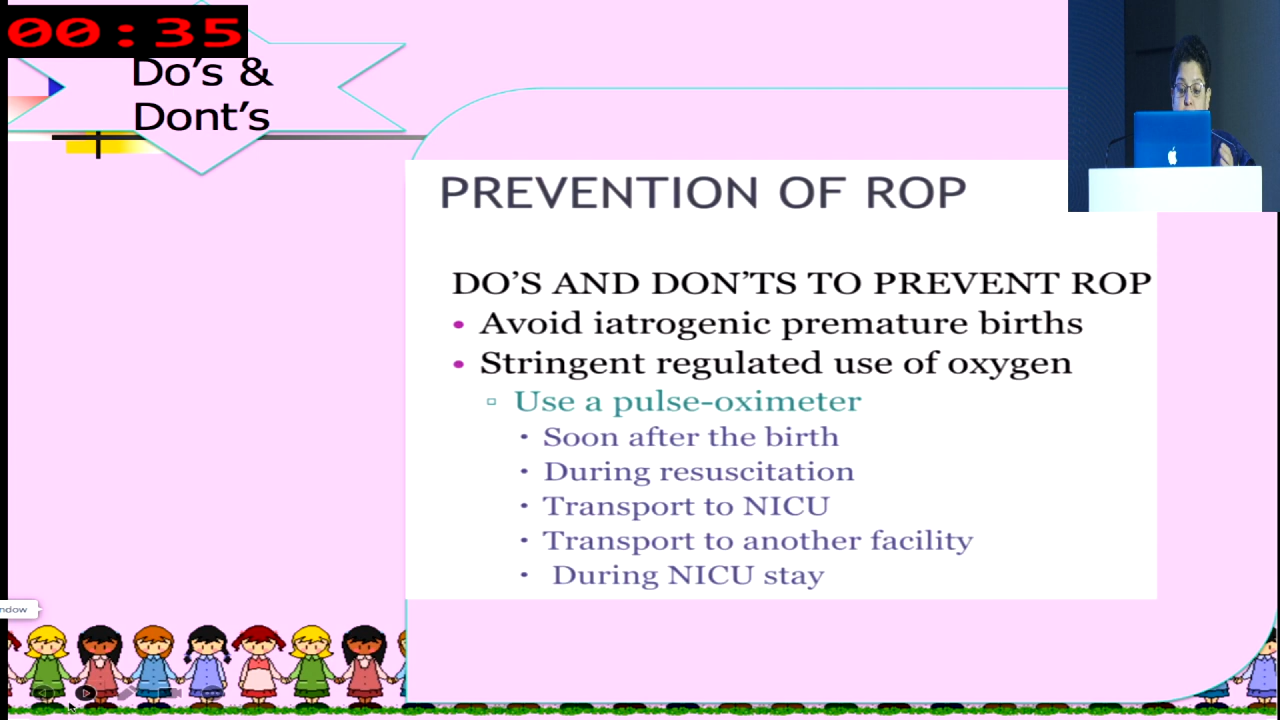 00:35
Do’s &
Dont’s
PREVENTION OF ROP
DO’S AND DON’TS TO PREVENT ROP
• Avoid iatrogenic premature births
• Stringent regulated use of oxygen
▫ Use a pulse-oximeter
• Soon after the birth
• During resuscitation
• Transport to NICU
• Transport to another facility
• During NICU stay
ndow